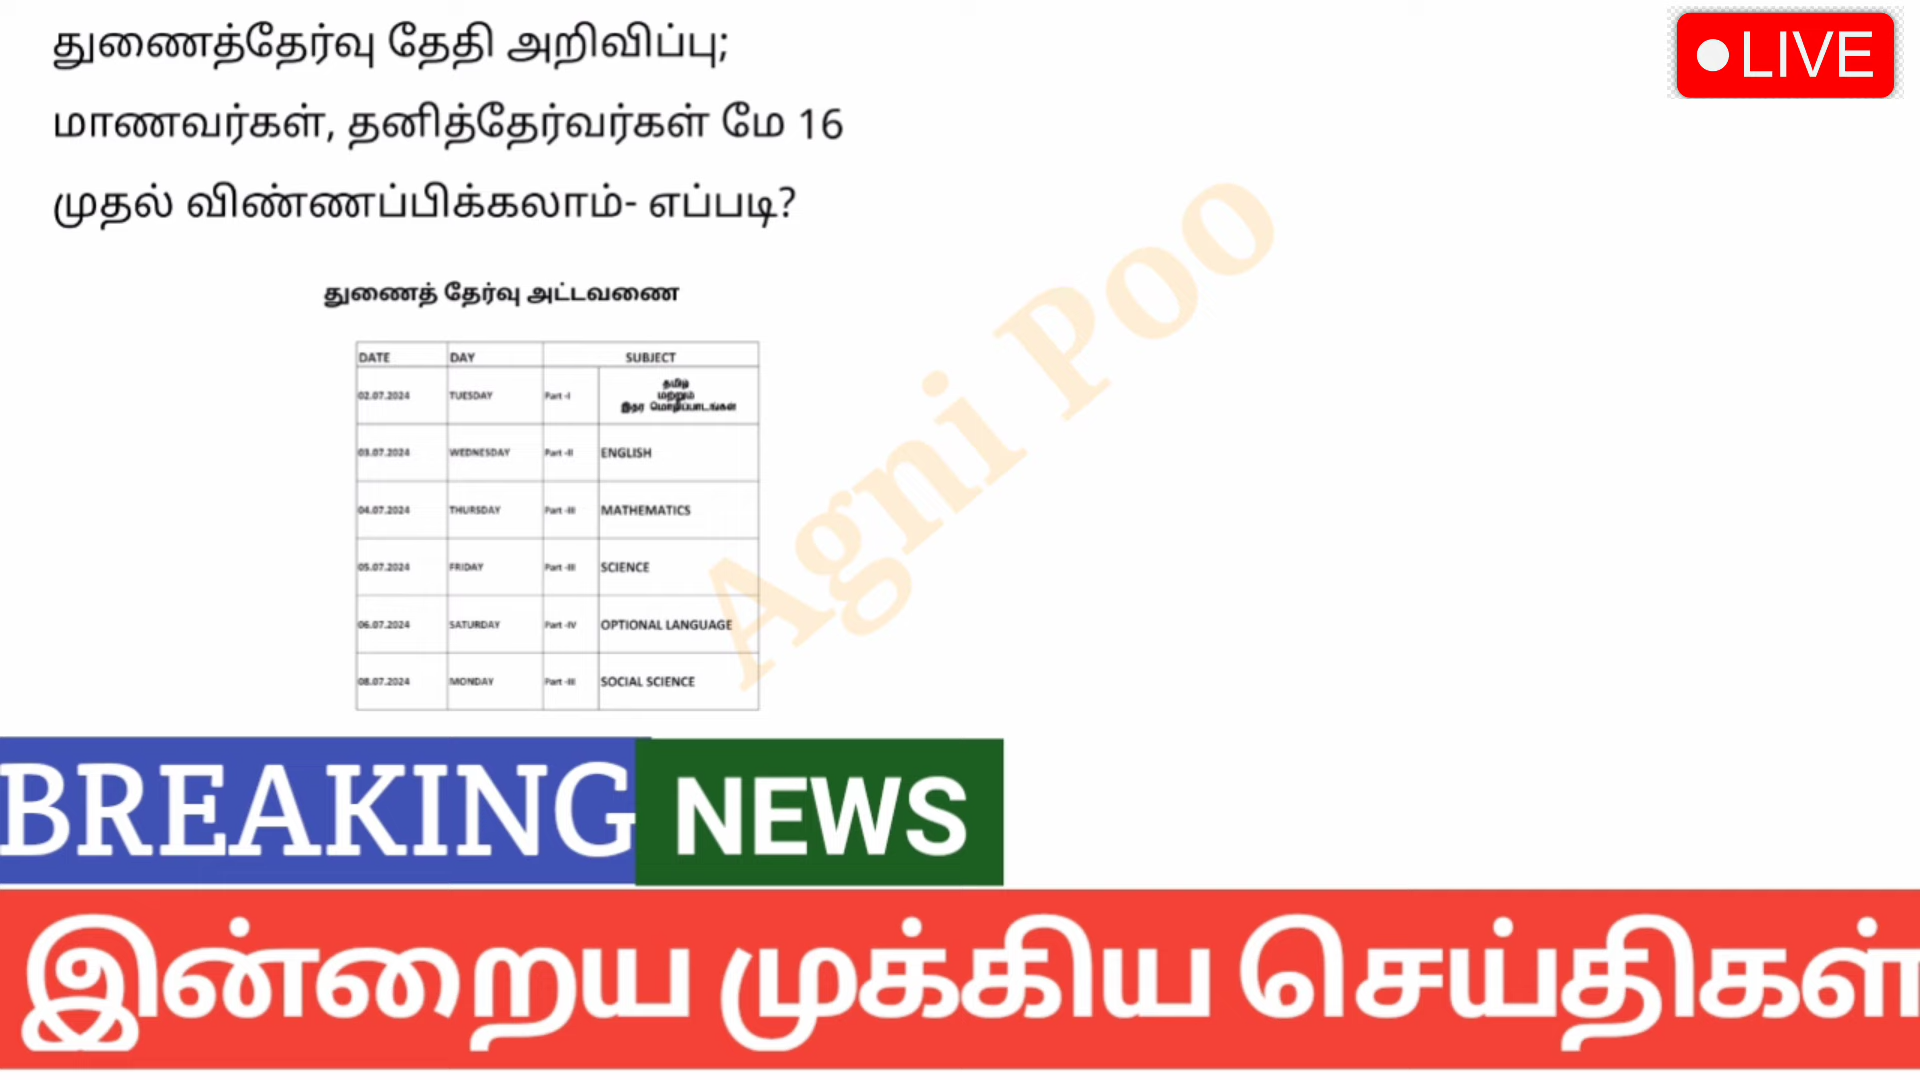 துணைத்தேர்வு தேதி அறிவிப்பு;
LIVE
மாணவர்கள், தனித்தேர்வர்கள் மே 16
முதல் விண்ணப்பிக்கலாம்- எப்படி?
Agni Poo
துணைத் தேர்வு அட்டவணை
DATE DAY SUBJECT
02.07.2024 TUESDAY Part -I தமிழ்
மற்றும்
இதர மொழிப்பாடங்கள்
03.07.2024 WEDNESDAY Part -II ENGLISH
04.07.2024 THURSDAY Part -III MATHEMATICS
05.07.2024 FRIDAY Part -III SCIENCE
06.07.2024 SATURDAY Part -IV OPTIONAL LANGUAGE
08.07.2024 MONDAY Part -III SOCIAL SCIENCE
BREAKING NEWS
இன்றைய முக்கிய செய்திகள்